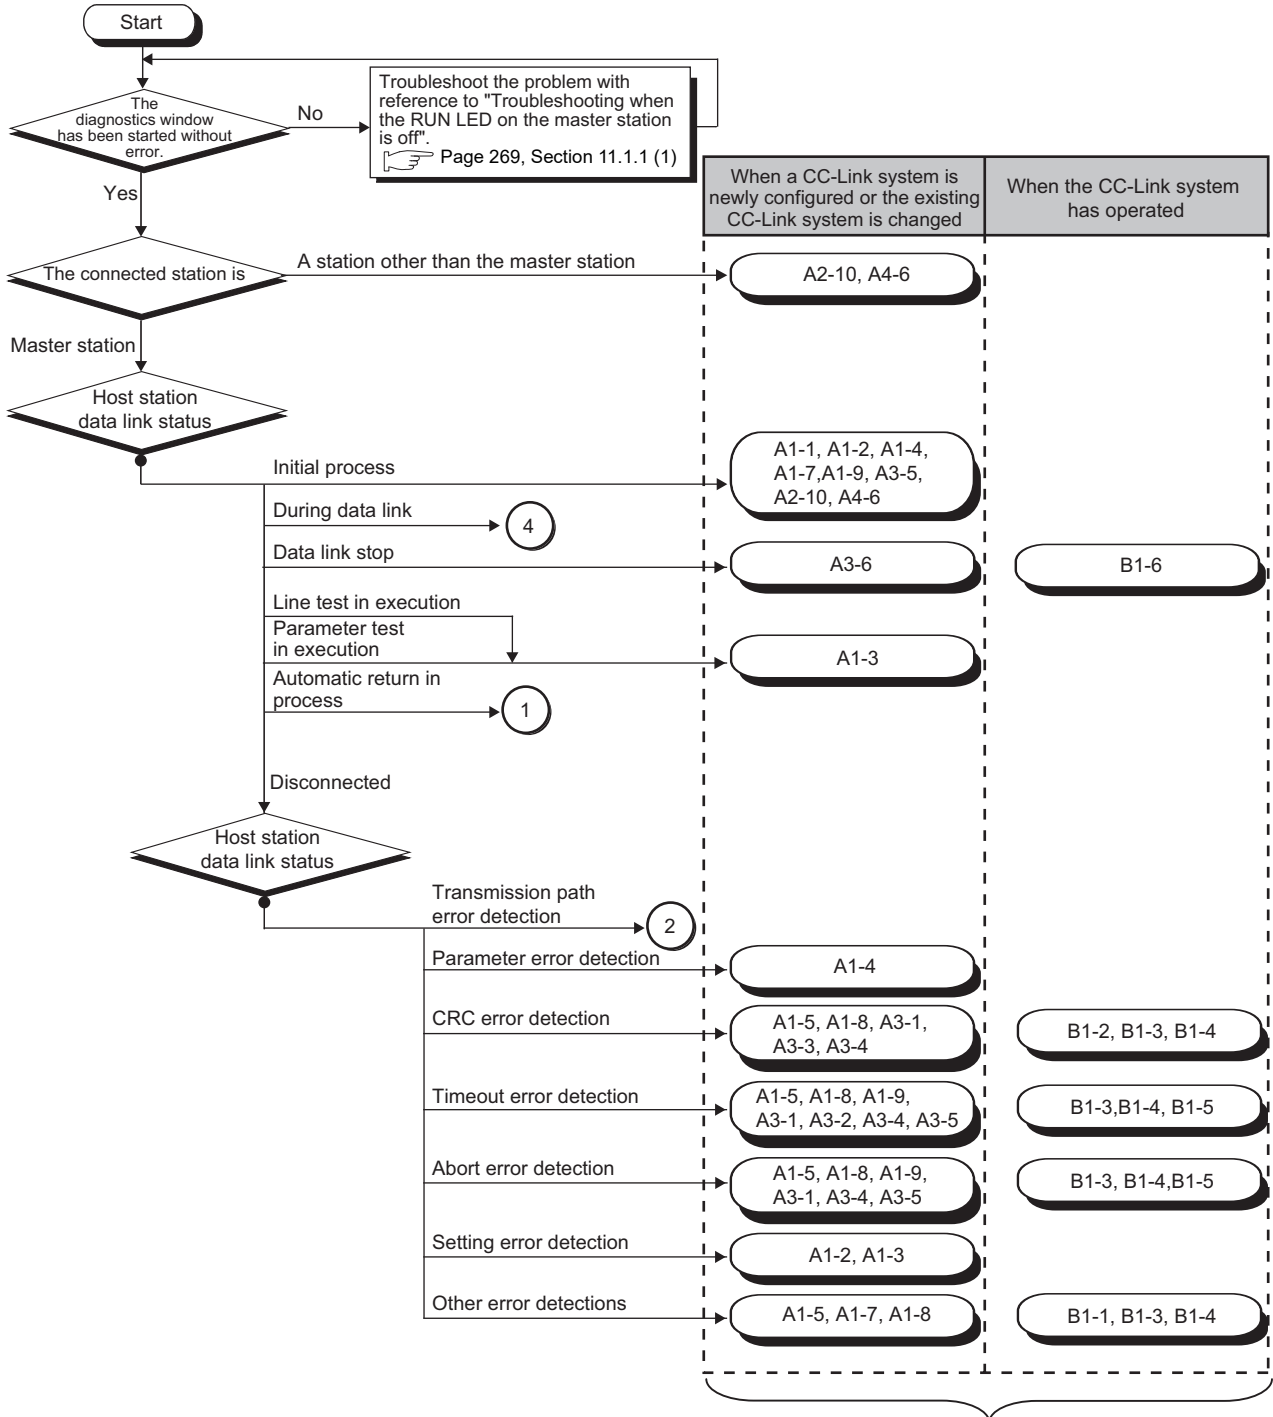 Start
The
diagnostics window
has been started without
error.
No
Troubleshoot the problem with
reference to "Troubleshooting when
the RUN LED on the master station
is off".
Page 269, Section 11.1.1 (1)
Yes
When a CC-Link system is
newly configured or the existing
CC-Link system is changed
When the CC-Link system
has operated
The connected station is
A station other than the master station
A2-10, A4-6
Master station
Host station
data link status
Initial process
A1-1, A1-2, A1-4,
A1-7,A1-9, A3-5,
A2-10, A4-6
During data link
4
Data link stop
A3-6
B1-6
Line test in execution
Parameter test
in execution
A1-3
Automatic return in
process
1
Disconnected
Host station
data link status
Transmission path
error detection
2
Parameter error detection
A1-4
CRC error detection
A1-5, A1-8, A3-1,
A3-3, A3-4
B1-2, B1-3, B1-4
Timeout error detection
A1-5, A1-8, A1-9,
A3-1, A3-2, A3-4, A3-5
B1-3,B1-4, B1-5
Abort error detection
A1-5, A1-8, A1-9,
A3-1, A3-4, A3-5
B1-3, B1-4,B1-5
Setting error detection
A1-2, A1-3
Other error detections
A1-5, A1-7, A1-8
B1-1, B1-3, B1-4